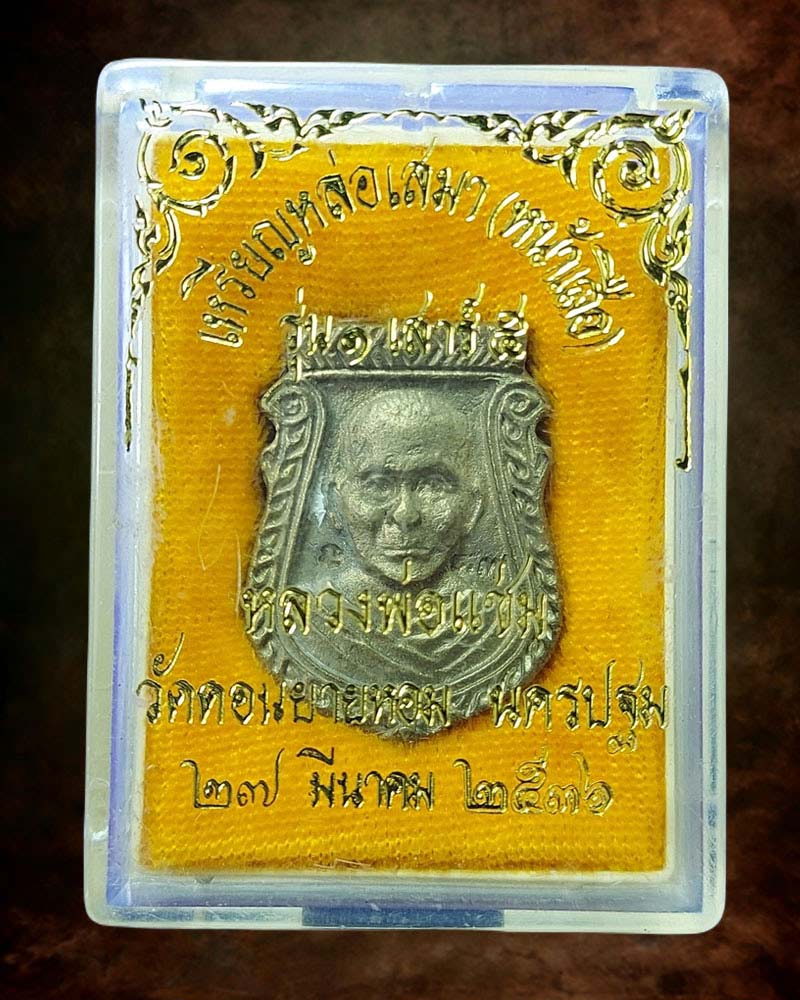 เหรียญหล่อเสมา (หน้าเสือ)
รุ่น๑ เสาร์ ๕
หลวงพ่อแช่ม
วัดดอนยายหอม นครปฐม
๒๗ มีนาคม ๒๕๓๖